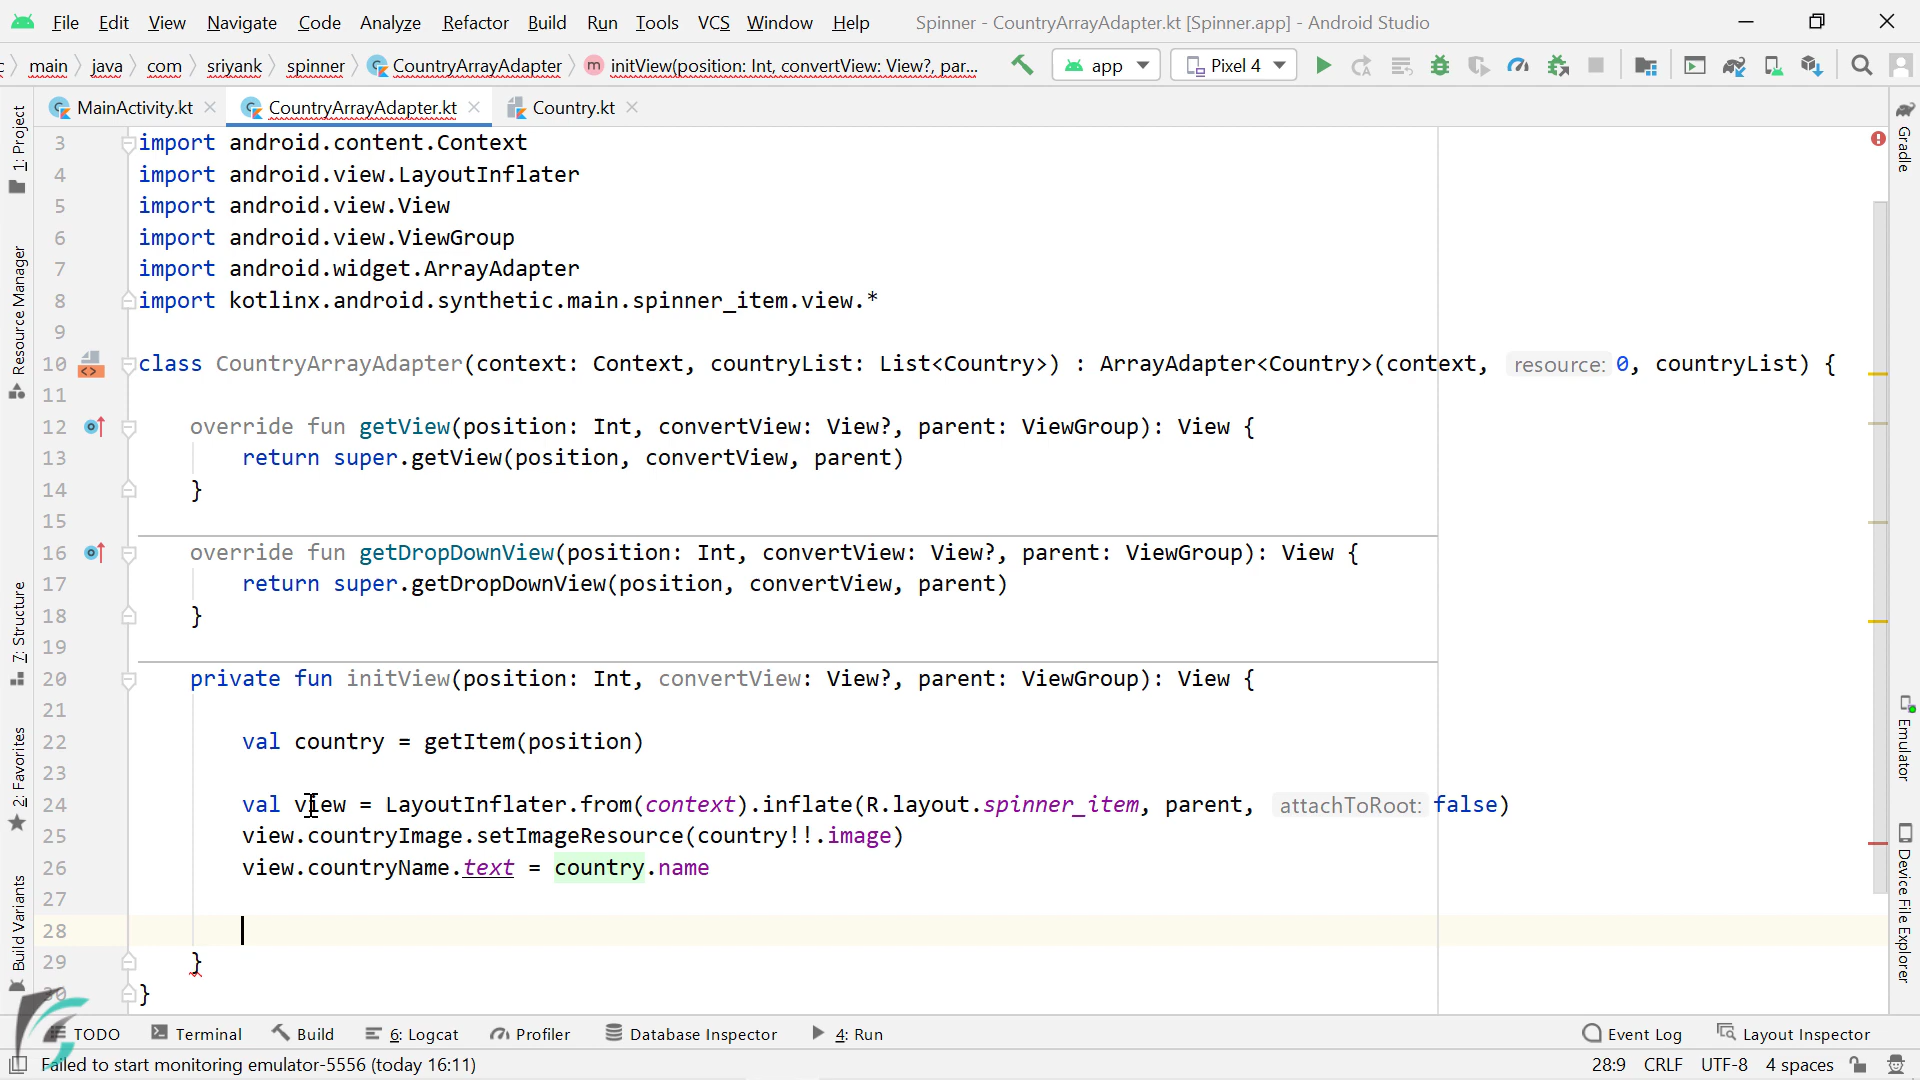 File Edit View Navigate Code Analyze Refactor Build Run Tools VCS Window Help Spinner - CountryArrayAdapter.kt [Spinner.app] - Android Studio
main java com sriyank spinner CountryArrayAdapter initView(position: Int, convertView: View?, par... app Pixel 4
MainActivity.kt CountryArrayAdapter.kt Country.kt
1: Project
Resource Manager
7: Structure
2: Favorites
Build Variants
3 import android.content.Context
4 import android.view.LayoutInflater
5 import android.view.View
6 import android.view.ViewGroup
7 import android.widget.ArrayAdapter
8 import kotlinx.android.synthetic.main.spinner_item.view.*
9
10 class CountryArrayAdapter(context: Context, countryList: List<Country>) : ArrayAdapter<Country>(context, resource: 0, countryList) {
11
12 override fun getView(position: Int, convertView: View?, parent: ViewGroup): View {
13 return super.getView(position, convertView, parent)
14 }
15
16 override fun getDropDownView(position: Int, convertView: View?, parent: ViewGroup): View {
17 return super.getDropDownView(position, convertView, parent)
18 }
19
20 private fun initView(position: Int, convertView: View?, parent: ViewGroup): View {
21
22 val country = getItem(position)
23
24 val view = LayoutInflater.from(context).inflate(R.layout.spinner_item, parent, attachToRoot: false)
25 view.countryImage.setImageResource(country!!.image)
26 view.countryName.text = country.name
27
28
29 }
30 }
Gradle
Emulator
Device File Explorer
TODO Terminal Build 6: Logcat Profiler Database Inspector 4: Run Event Log Layout Inspector
Failed to start monitoring emulator-5556 (today 16:11) 28:9 CRLF UTF-8 4 spaces